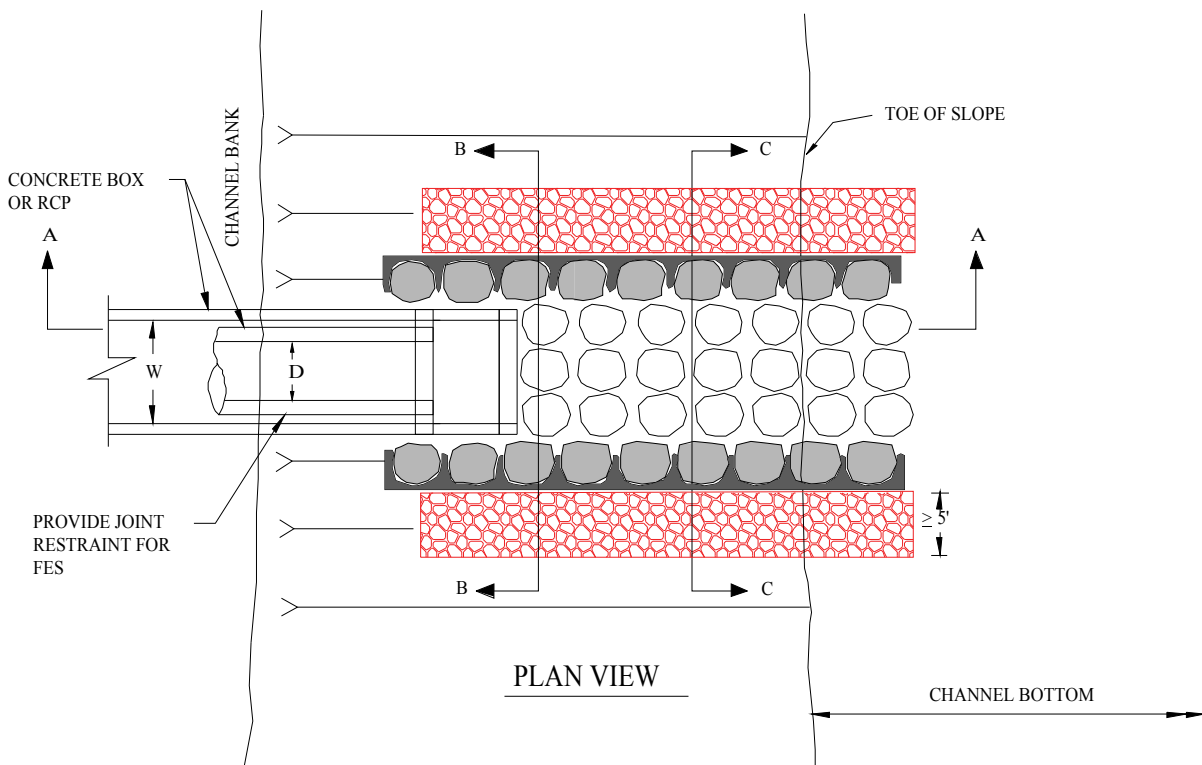 TOE OF SLOPE
CHANNEL BANK
B
C
CONCRETE BOX
OR RCP
A
A
W
D
PROVIDE JOINT
RESTRAINT FOR
FES
≥ 5'
B
C
PLAN VIEW
CHANNEL BOTTOM